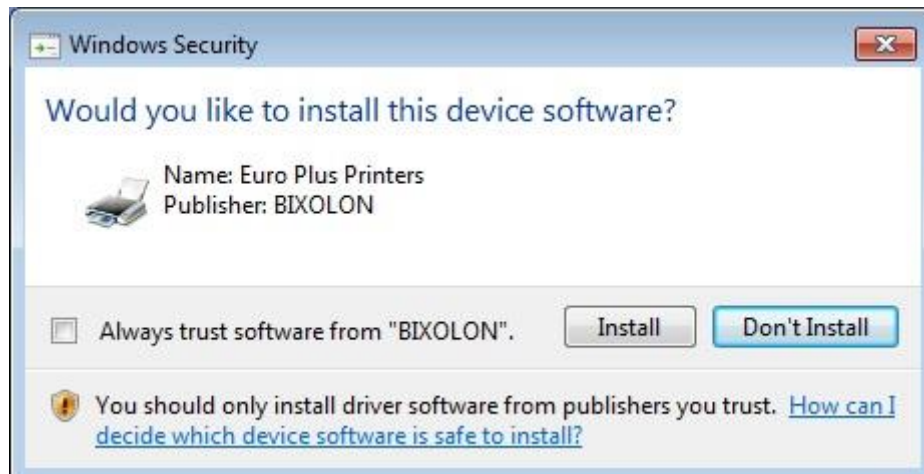 Windows Security
Would you like to install this device software?
Name: Euro Plus Printers
Publisher: BIXOLON
Always trust software from "BIXOLON".
Install
Don't Install
You should only install driver software from publishers you trust. How can I
decide which device software is safe to install?